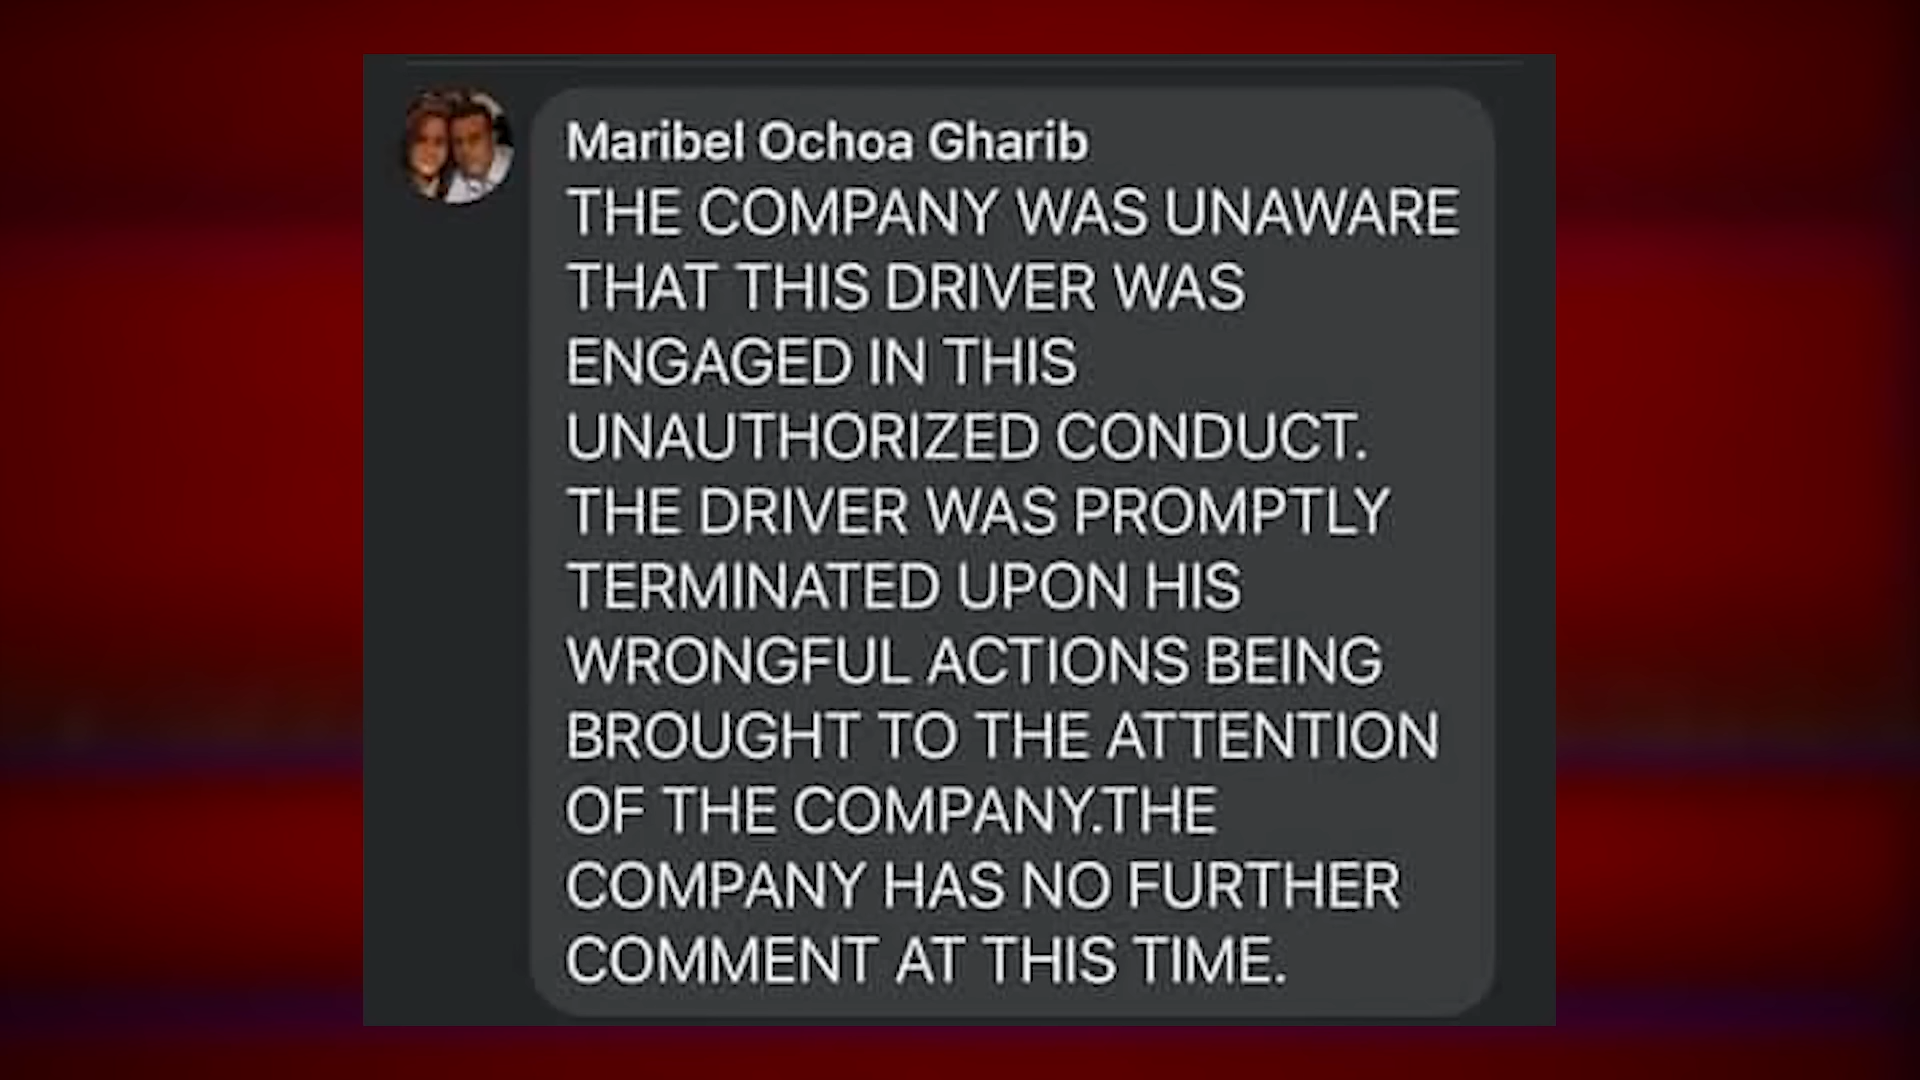 Maribel Ochoa Gharib
THE COMPANY WAS UNAWARE
THAT THIS DRIVER WAS
ENGAGED IN THIS
UNAUTHORIZED CONDUCT.
THE DRIVER WAS PROMPTLY
TERMINATED UPON HIS
WRONGFUL ACTIONS BEING
BROUGHT TO THE ATTENTION
OF THE COMPANY.THE
COMPANY HAS NO FURTHER
COMMENT AT THIS TIME.